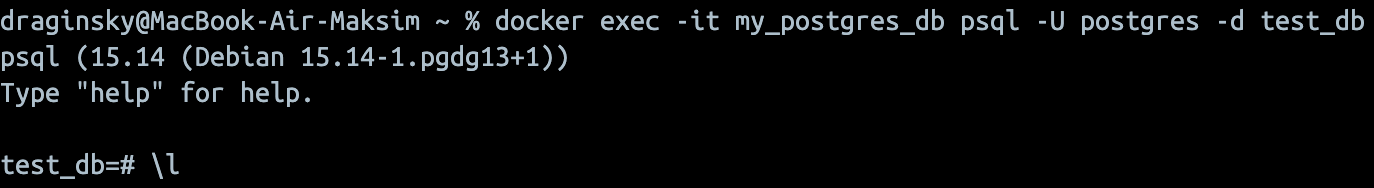 draginsky@MacBook-Air-Maksim ~ % docker exec -it my_postgres_db psql -U postgres -d test_db
psql (15.14 (Debian 15.14-1.pgdg13+1))
Type "help" for help.
test_db=# \l